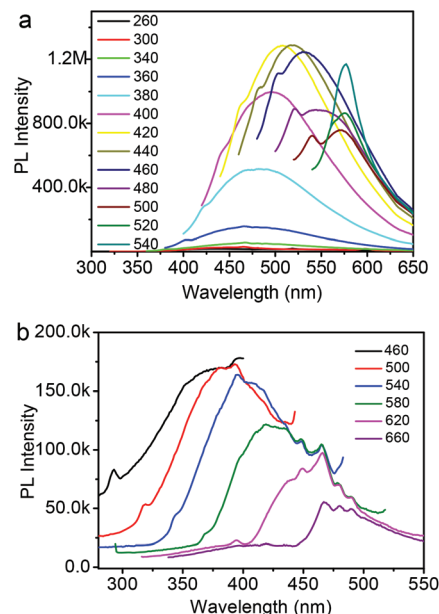 a
PL Intensity
1.2M
800.0k
400.0k
260
300
340
360
380
400
420
440
460
480
500
520
540
300 350 400 450 500 550 600 650
Wavelength (nm)
b
PL Intensity
200.0k
150.0k
100.0k
50.0k
0.0
460
500
540
580
620
660
300 350 400 450 500 550
Wavelength (nm)